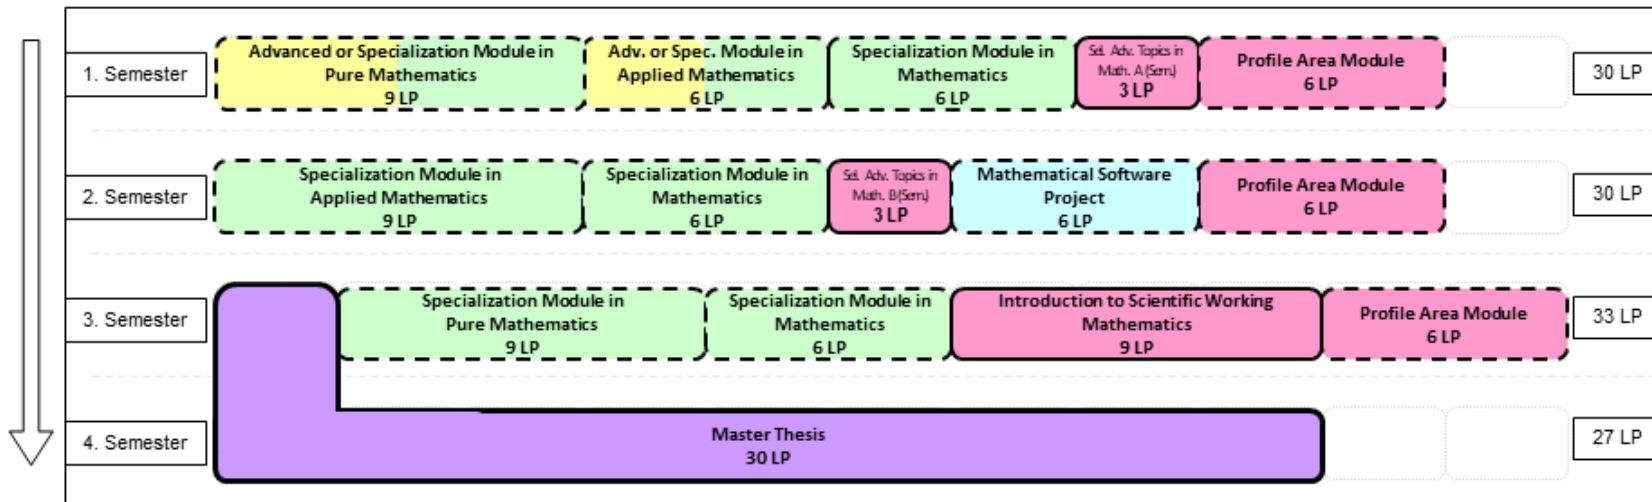 1. Semester
Advanced or Specialization Module in
Pure Mathematics
9 LP
Adv. or Spec. Module in
Applied Mathematics
6 LP
Specialization Module in
Mathematics
6 LP
Sel. Adv. Topics in
Math. A (Sem.)
3 LP
Profile Area Module
6 LP
30 LP
2. Semester
Specialization Module in
Applied Mathematics
9 LP
Specialization Module in
Mathematics
6 LP
Sel. Adv. Topics in
Math. B (Sem.)
3 LP
Mathematical Software
Project
6 LP
Profile Area Module
6 LP
30 LP
3. Semester
Specialization Module in
Pure Mathematics
9 LP
Specialization Module in
Mathematics
6 LP
Introduction to Scientific Working
Mathematics
9 LP
Profile Area Module
6 LP
33 LP
4. Semester
Master Thesis
30 LP
27 LP